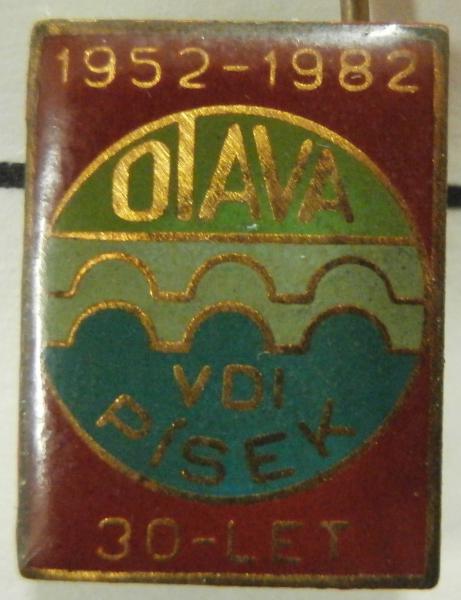 1952-1982
OTAVA
VDI
PÍSEK
30-LET